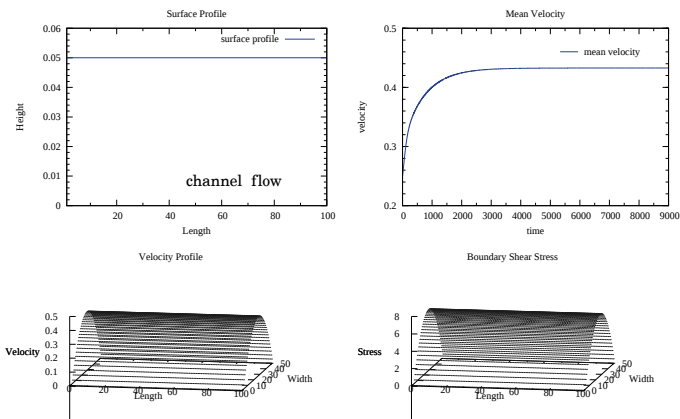 Surface Profile
surface profile
0.06
0.05
0.04
0.03
0.02
0.01
0
Height
channel flow
20 40 60 80 100
Length
Mean Velocity
mean velocity
0.5
0.4
0.3
0.2
velocity
0 1000 2000 3000 4000 5000 6000 7000 8000 9000
time
Velocity Profile
0.5
0.4
0.3
0.2
0.1
0
Velocity
0 20 40 60 80 100
Length
0 10 20 30 40 50
Width
Boundary Shear Stress
8
6
4
2
0
Stress
0 20 40 60 80 100
Length
0 10 20 30 40 50
Width